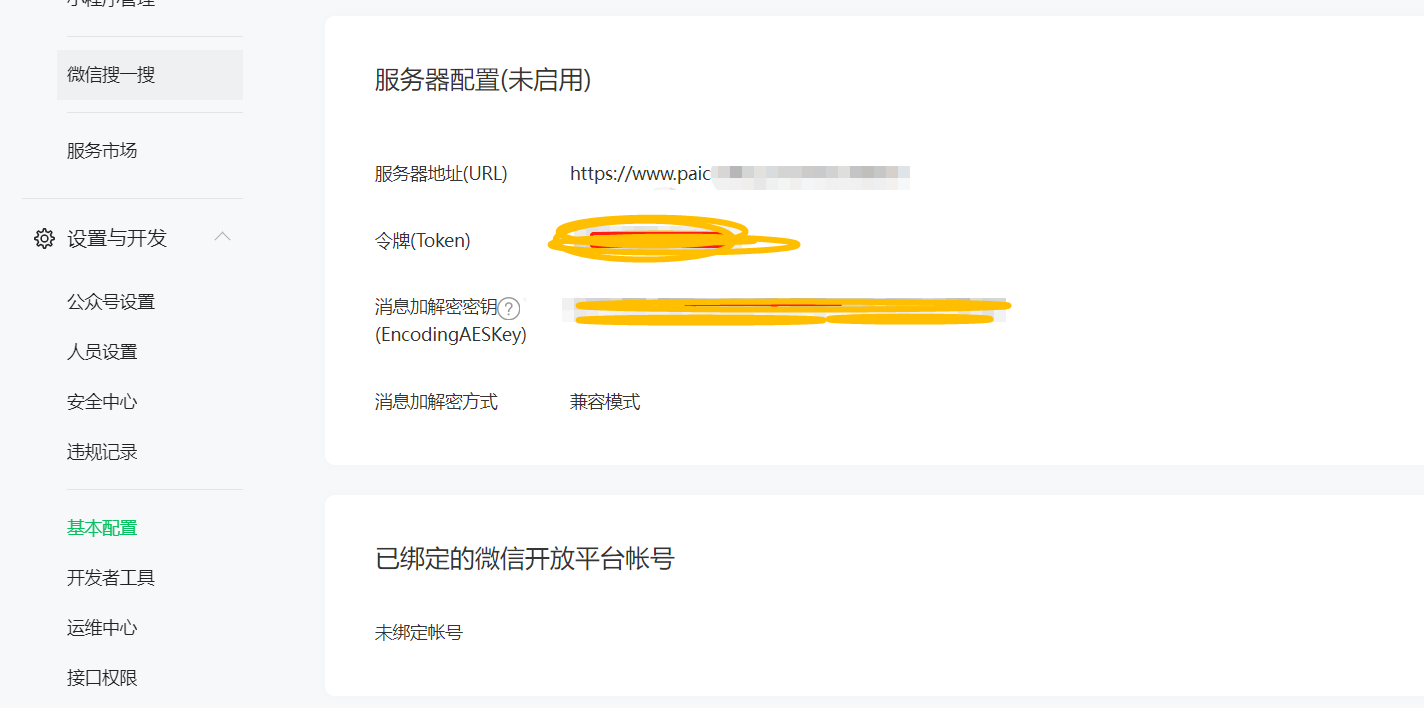 小程序管理
微信搜一搜
服务市场
设置与开发
公众号设置
人员设置
安全中心
违规记录
基本配置
开发者工具
运维中心
接口权限
服务器配置(未启用)
服务器地址(URL) https://www.paic
令牌(Token)
消息加解密密钥?
(EncodingAESKey)
消息加解密方式 兼容模式
已绑定的微信开放平台帐号
未绑定帐号